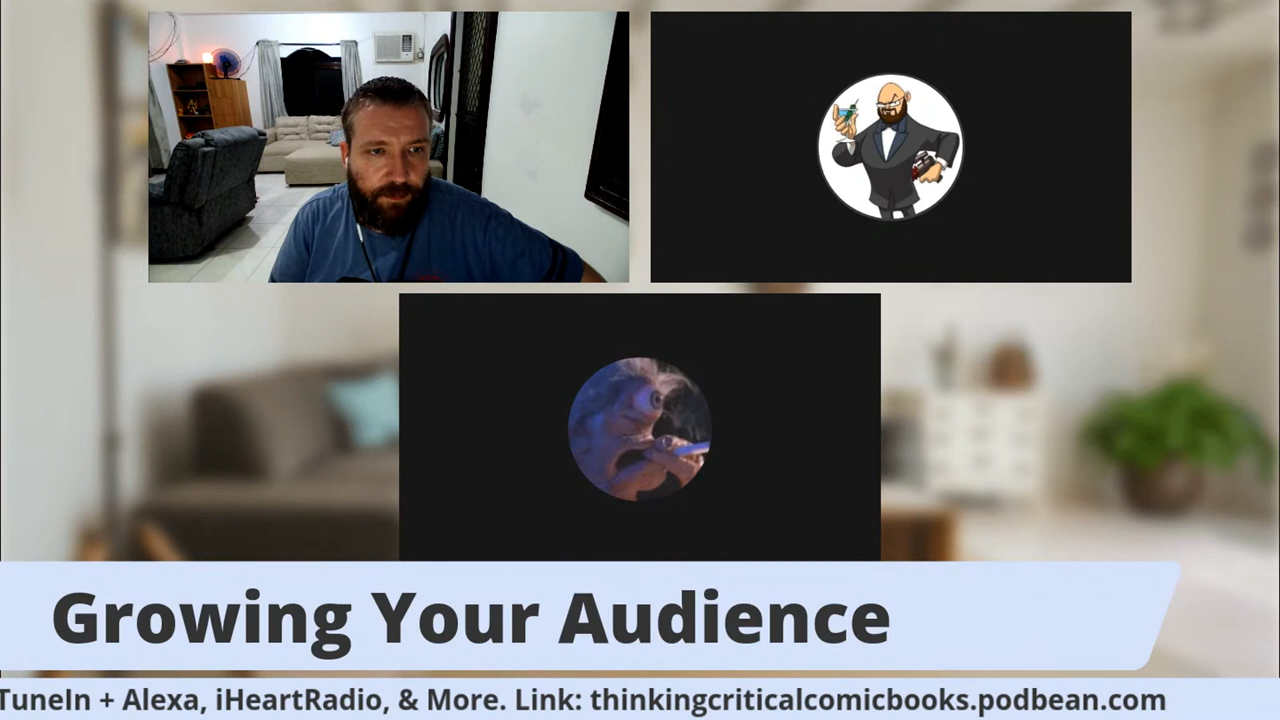 Growing Your Audience
TuneIn + Alexa, iHeartRadio, & More. Link: thinkingcriticalcomicbooks.podbean.com